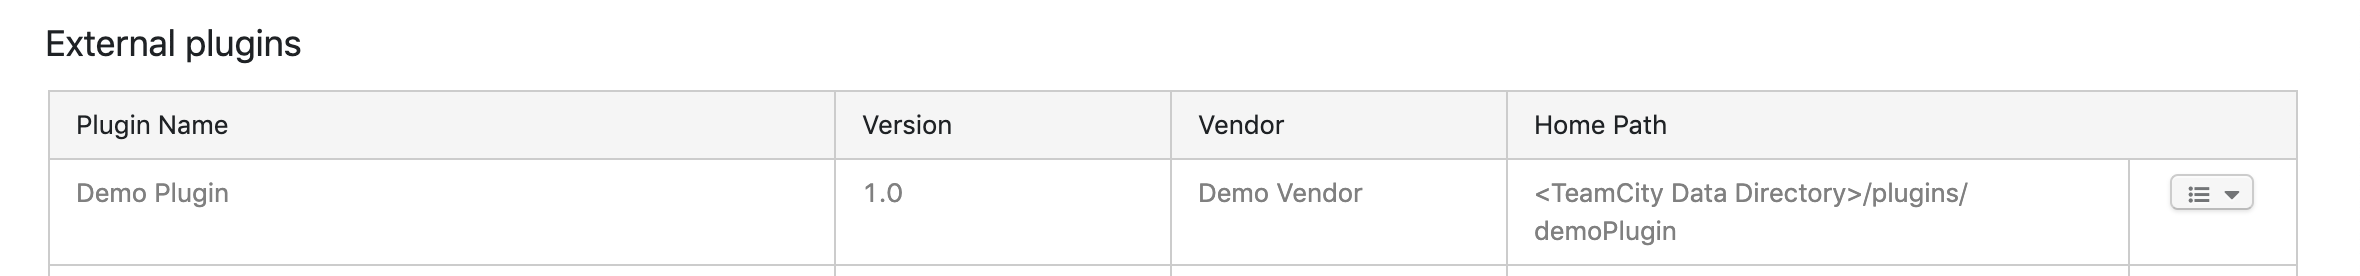 External plugins
Plugin Name Version Vendor Home Path
Demo Plugin 1.0 Demo Vendor <TeamCity Data Directory>/plugins/
demoPlugin